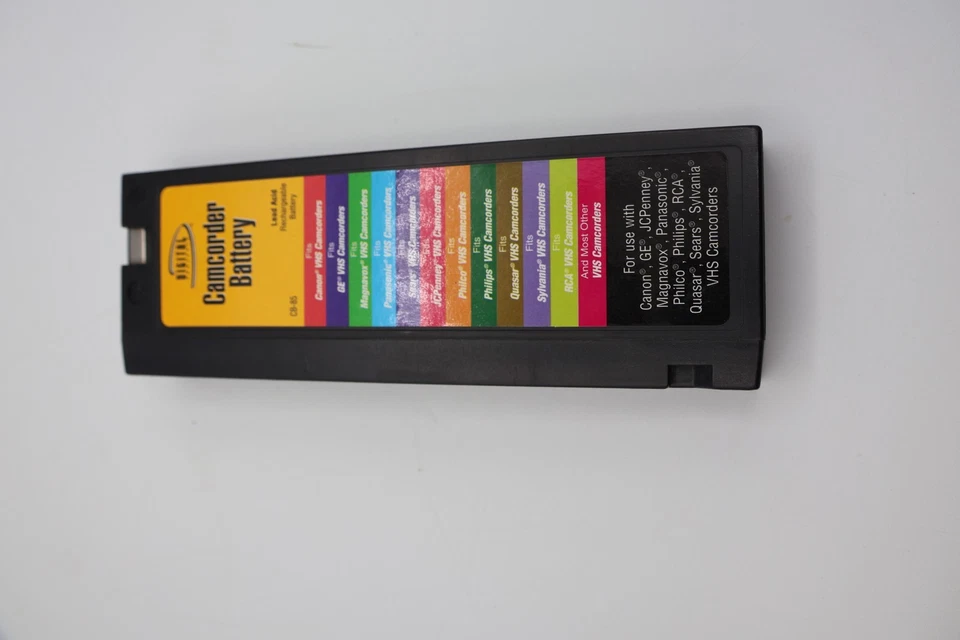 DIGITAL
Camcorder
Battery
Lead Acid
Rechargeable
Battery
CB-85
Fits
Canon® VHS Camcorders
Fits
GE® VHS Camcorders
Fits
Magnavox® VHS Camcorders
Fits
Panasonic® VHS Camcorders
Fits
Sears® VHS Camcorders
Fits
JCPenney® VHS Camcorders
Fits
Philco® VHS Camcorders
Fits
Philips® VHS Camcorders
Fits
Quasar® VHS Camcorders
Fits
Sylvania® VHS Camcorders
Fits
RCA® VHS Camcorders
And Most Other
VHS Camcorders
For use with
Canon®, GE®, JCPenney®,
Magnavox®, Panasonic®,
Philco®, Philips®, RCA®,
Quasar®, Sears®, Sylvania®
VHS Camcorders